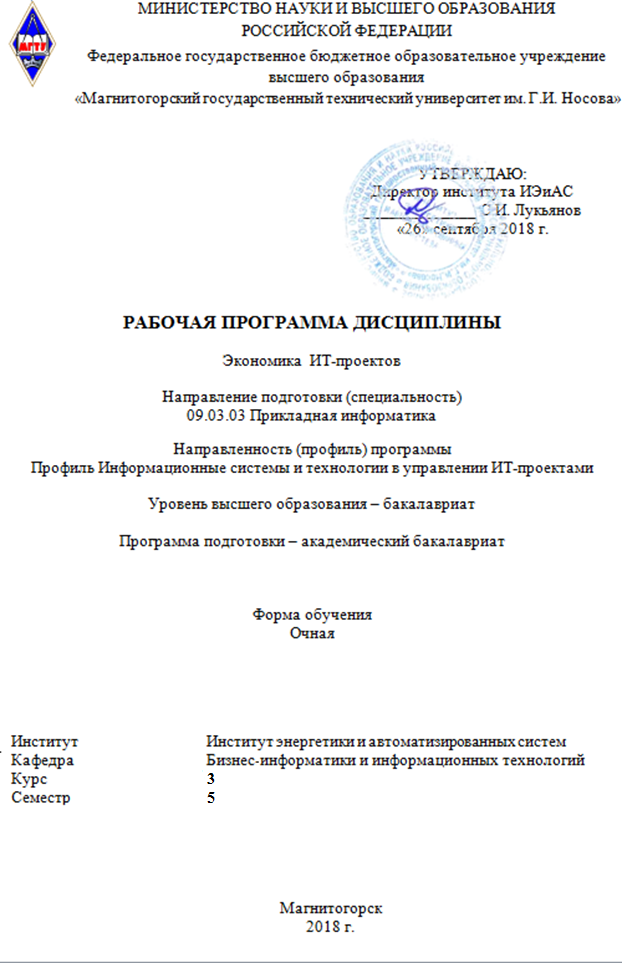 МИНИСТЕРСТВО НАУКИ И ВЫСШЕГО ОБРАЗОВАНИЯ
РОССИЙСКОЙ ФЕДЕРАЦИИ
Федеральное государственное бюджетное образовательное учреждение
высшего образования
«Магнитогорский государственный технический университет им. Г.И. Носова»
МГТУ
УТВЕРЖДАЮ:
Директор института ИЭиАС
С.И. Лукьянов
«26» сентября 2018 г.
РАБОЧАЯ ПРОГРАММА ДИСЦИПЛИНЫ
Экономика ИТ-проектов
Направление подготовки (специальность)
09.03.03 Прикладная информатика
Направленность (профиль) программы
Профиль Информационные системы и технологии в управлении ИТ-проектами
Уровень высшего образования – бакалавриат
Программа подготовки – академический бакалавриат
Форма обучения
Очная
Институт Институт энергетики и автоматизированных систем
Кафедра Бизнес-информатики и информационных технологий
Курс 3
Семестр 5
Магнитогорск
2018 г.